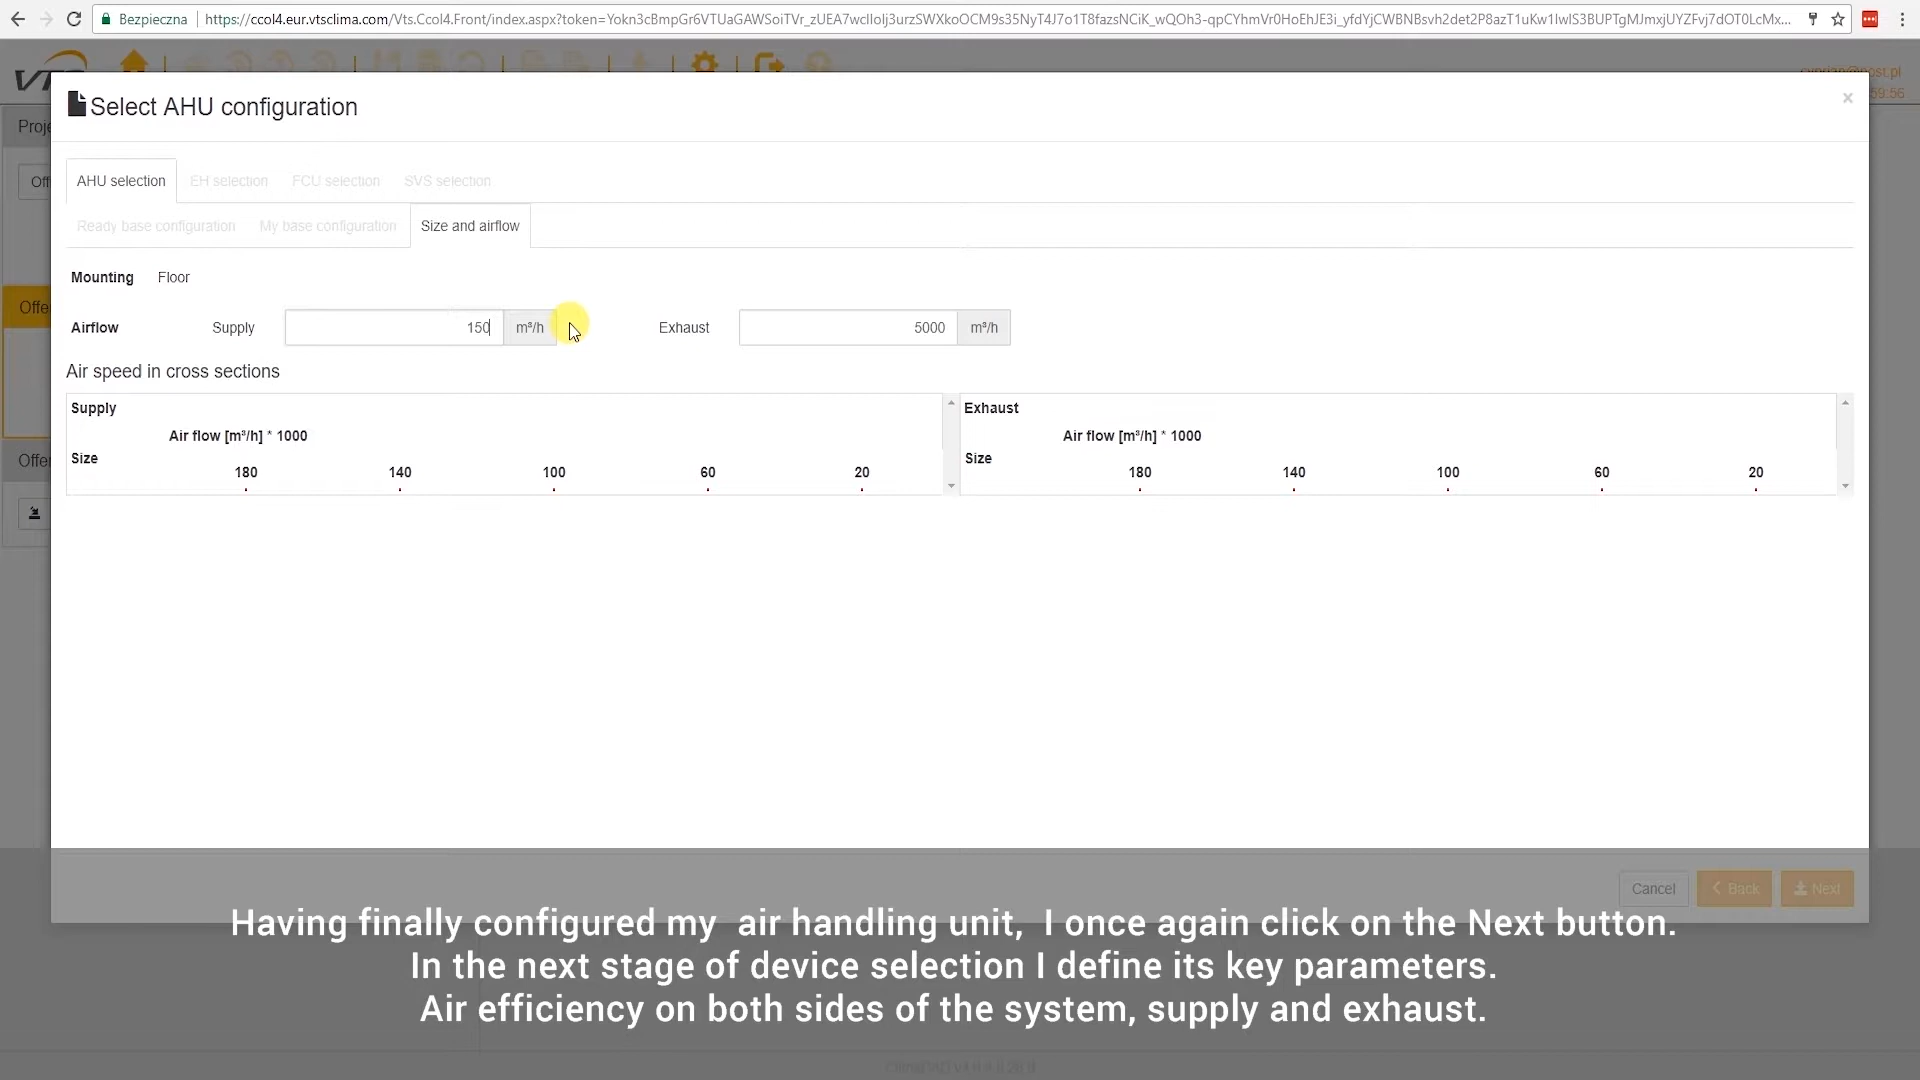 Bezpieczna
https://ccol4.eur.vtsclima.com/Vts.Ccol4.Front/index.aspx?token=Yokn3cBmpGr6VTUaGAWSoiTVr_zUEA7wclIoIj3urzSWXkoOCM9s35NyT4J7o1T8fazsNCiK_wQOh3-qpCYhmVr0HoEhJE3i_yfdYjCWBNBsvh2det2P8azT1uKw1IwIS3BUPTgMJmxjUYZFvj7dOT0LcMx...
VTS
59:56
Select AHU configuration
×
AHU selection EH selection FCU selection SVS selection
Ready base configuration My base configuration Size and airflow
Mounting Floor
Airflow Supply 150 m³/h Exhaust 5000 m³/h
Air speed in cross sections
Supply Exhaust
Air flow [m³/h] * 1000 Air flow [m³/h] * 1000
Size Size
180 140 100 60 20 180 140 100 60 20
Cancel Back Next
Having finally configured my air handling unit, I once again click on the Next button.
In the next stage of device selection I define its key parameters.
Air efficiency on both sides of the system, supply and exhaust.